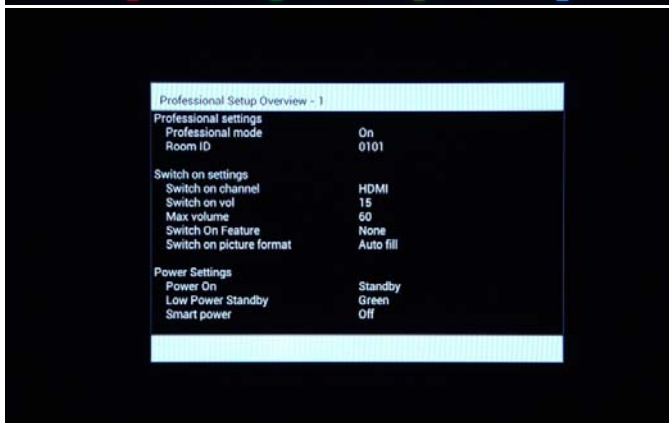 Professional Setup Overview - 1
Professional settings
Professional mode On
Room ID 0101
Switch on settings
Switch on channel HDMI
Switch on vol 15
Max volume 60
Switch On Feature None
Switch on picture format Auto fill
Power Settings
Power On Standby
Low Power Standby Green
Smart power Off